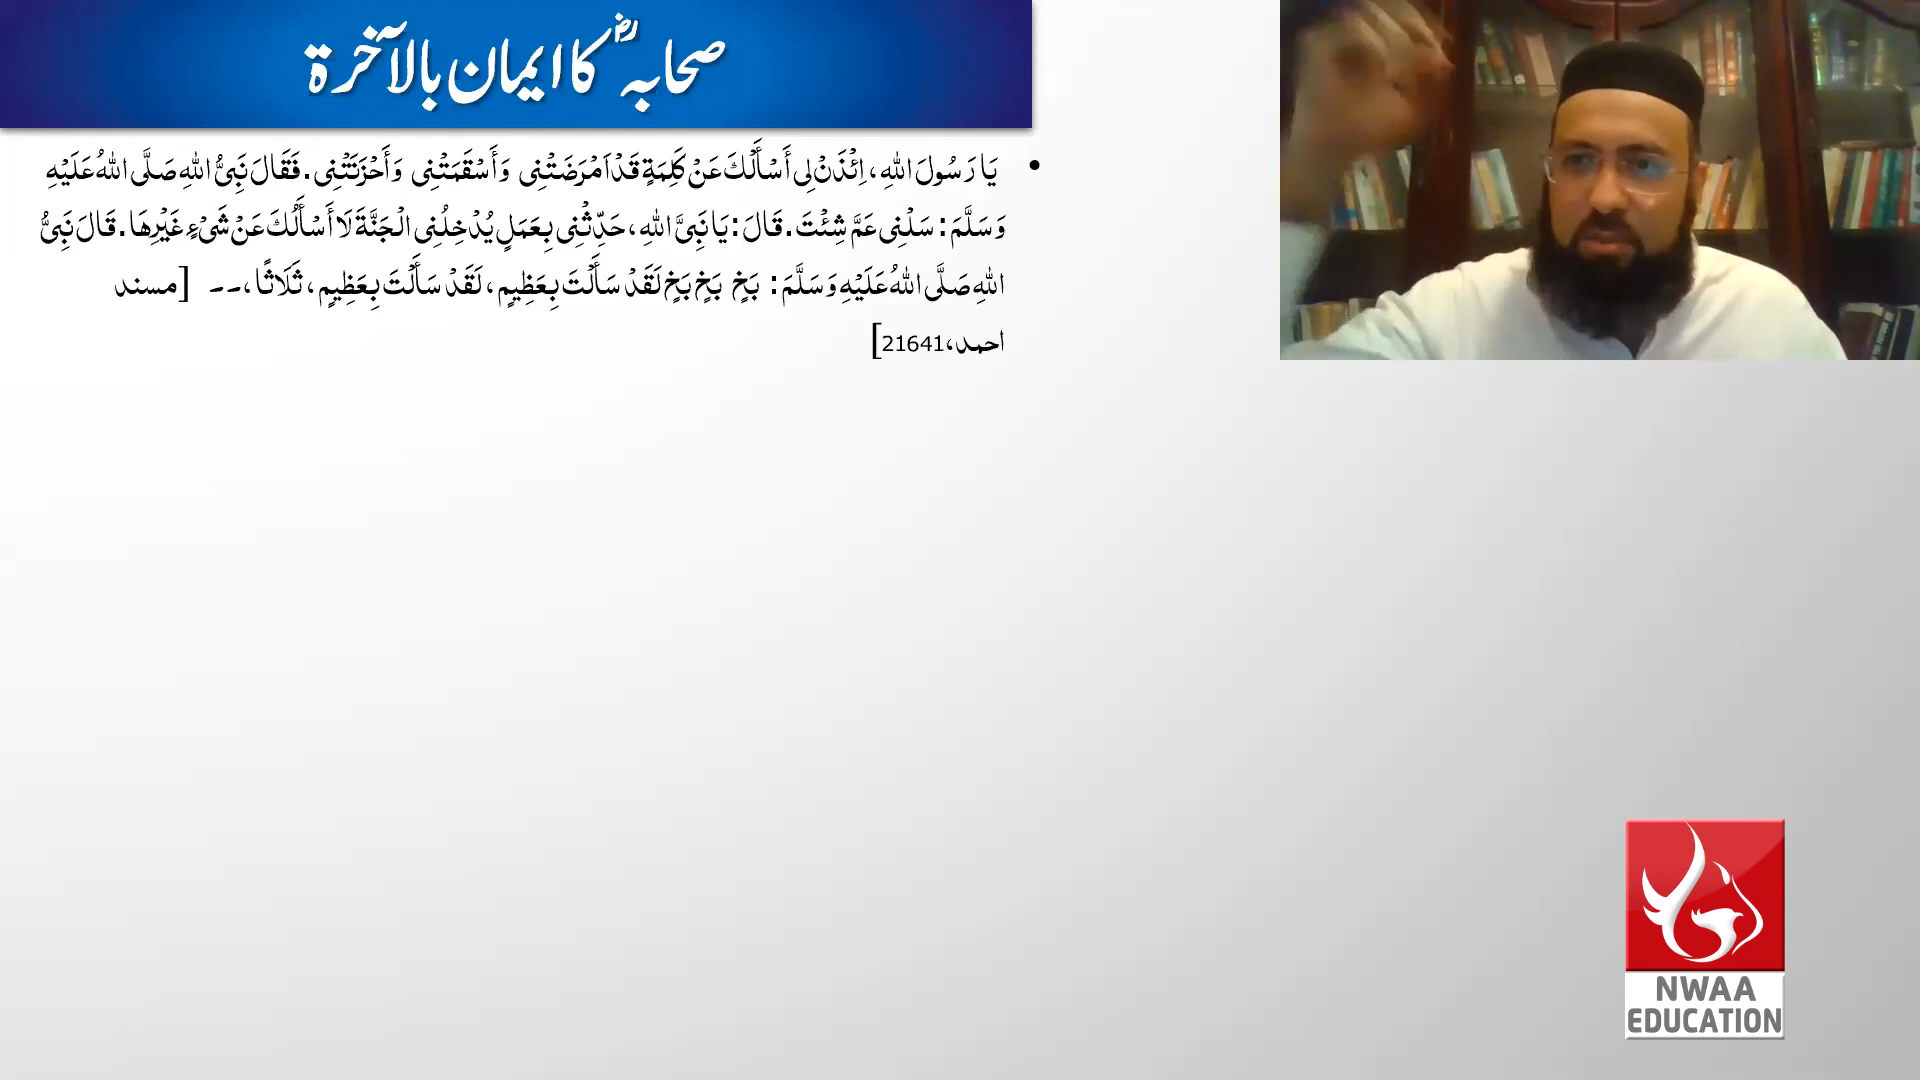 صحابہؓ کا ایمان بالآخرۃ
• يَا رَسُولَ اللهِ، اِئْذَنْ لِى أَسْأَلْكَ عَنْ كَلِمَةٍ قَدْ اَمْرَضَتْنِى وَأَسْقَمَتْنِى وَأَحْزَنَتْنِى. فَقَالَ نَبِىُّ اللهِ صَلَّى اللهُ عَلَيْهِ
وَسَلَّمَ: سَلْنِى عَمَّ شِئْتَ. قَالَ: يَا نَبِىَّ اللهِ، حَدِّثْنِى بِعَمَلٍ يُدْخِلُنِى الْجَنَّةَ لَا أَسْأَلُكَ عَنْ شَىْءٍ غَيْرِهَا. قَالَ نَبِىُّ
اللهِ صَلَّى اللهُ عَلَيْهِ وَسَلَّمَ: بَخٍ بَخٍ بَخٍ لَقَدْ سَأَلْتَ بِعَظِيمٍ، لَقَدْ سَأَلْتَ بِعَظِيمٍ، ثَلَاثًا،۔۔ [مسند
احمد،21641]
NWAA
EDUCATION